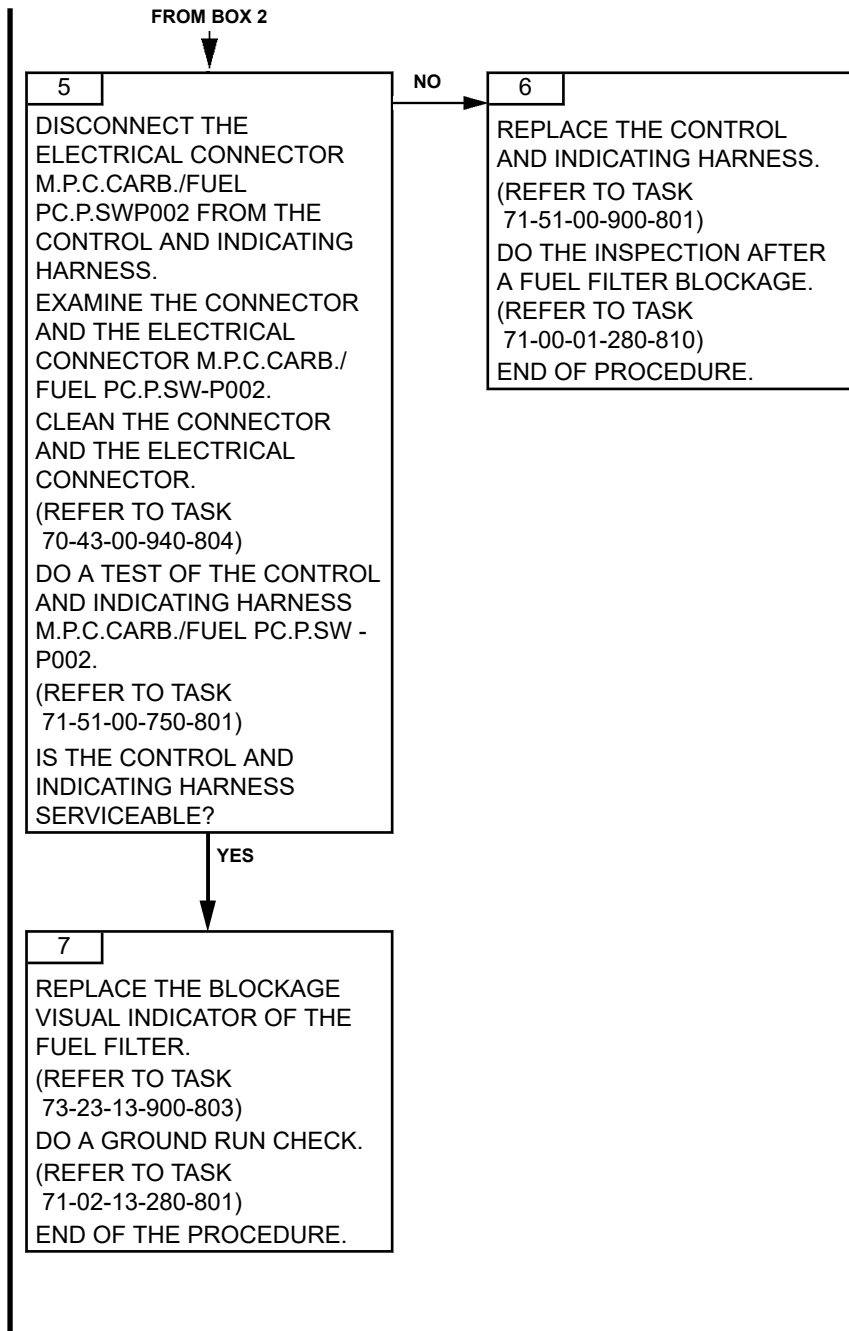 FROM BOX 2
5
DISCONNECT THE
ELECTRICAL CONNECTOR
M.P.C.CARB./FUEL
PC.P.SWP002 FROM THE
CONTROL AND INDICATING
HARNESS.
EXAMINE THE CONNECTOR
AND THE ELECTRICAL
CONNECTOR M.P.C.CARB./
FUEL PC.P.SW-P002.
CLEAN THE CONNECTOR
AND THE ELECTRICAL
CONNECTOR.
(REFER TO TASK
70-43-00-940-804)
DO A TEST OF THE CONTROL
AND INDICATING HARNESS
M.P.C.CARB./FUEL PC.P.SW -
P002.
(REFER TO TASK
71-51-00-750-801)
IS THE CONTROL AND
INDICATING HARNESS
SERVICEABLE?
NO
6
REPLACE THE CONTROL
AND INDICATING HARNESS.
(REFER TO TASK
71-51-00-900-801)
DO THE INSPECTION AFTER
A FUEL FILTER BLOCKAGE.
(REFER TO TASK
71-00-01-280-810)
END OF PROCEDURE.
YES
7
REPLACE THE BLOCKAGE
VISUAL INDICATOR OF THE
FUEL FILTER.
(REFER TO TASK
73-23-13-900-803)
DO A GROUND RUN CHECK.
(REFER TO TASK
71-02-13-280-801)
END OF THE PROCEDURE.